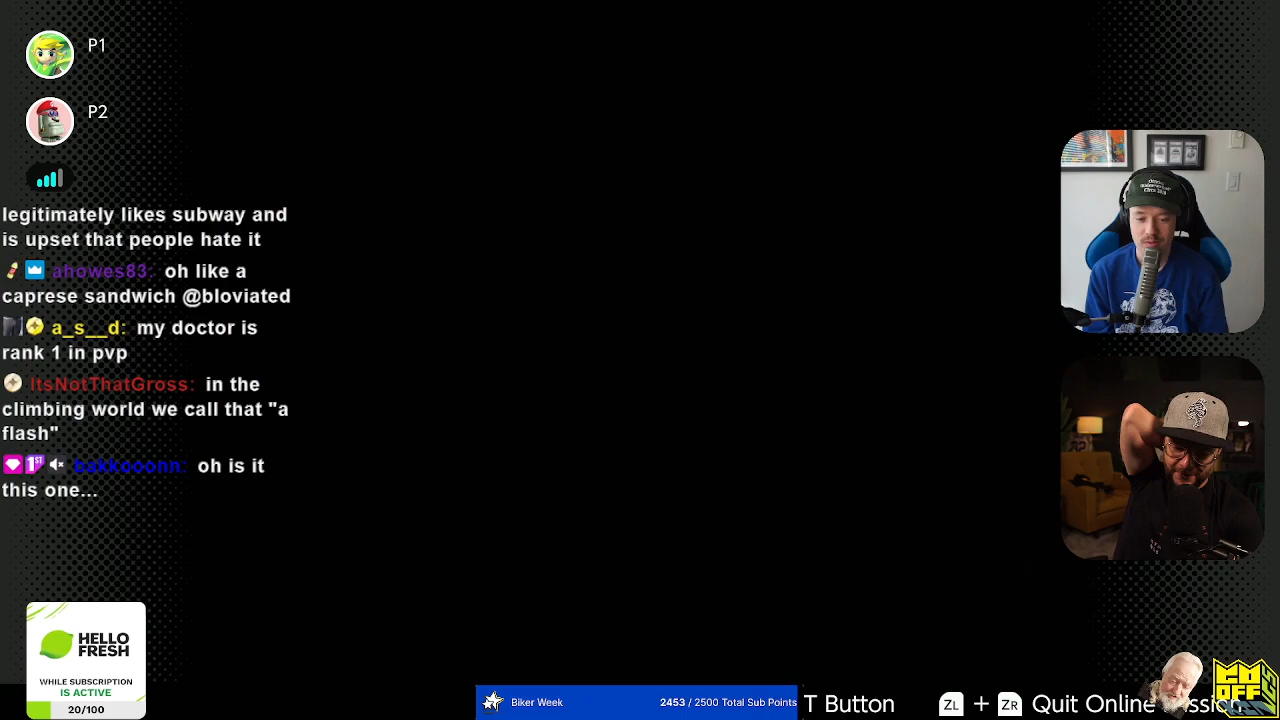 P1
P2
legitimately likes subway and
is upset that people hate it
ahowes83: oh like a
caprese sandwich @bloviated
a_s__d: my doctor is
rank 1 in pvp
ItsNotThatGross: in the
climbing world we call that "a
flash"
1ST bakkooonn: oh is it
this one...
HELLO
FRESH
WHILE SUBSCRIPTION
IS ACTIVE
20/100
Biker Week 2453 / 2500 Total Sub Points
T Button ZL + ZR Quit Online
OFF